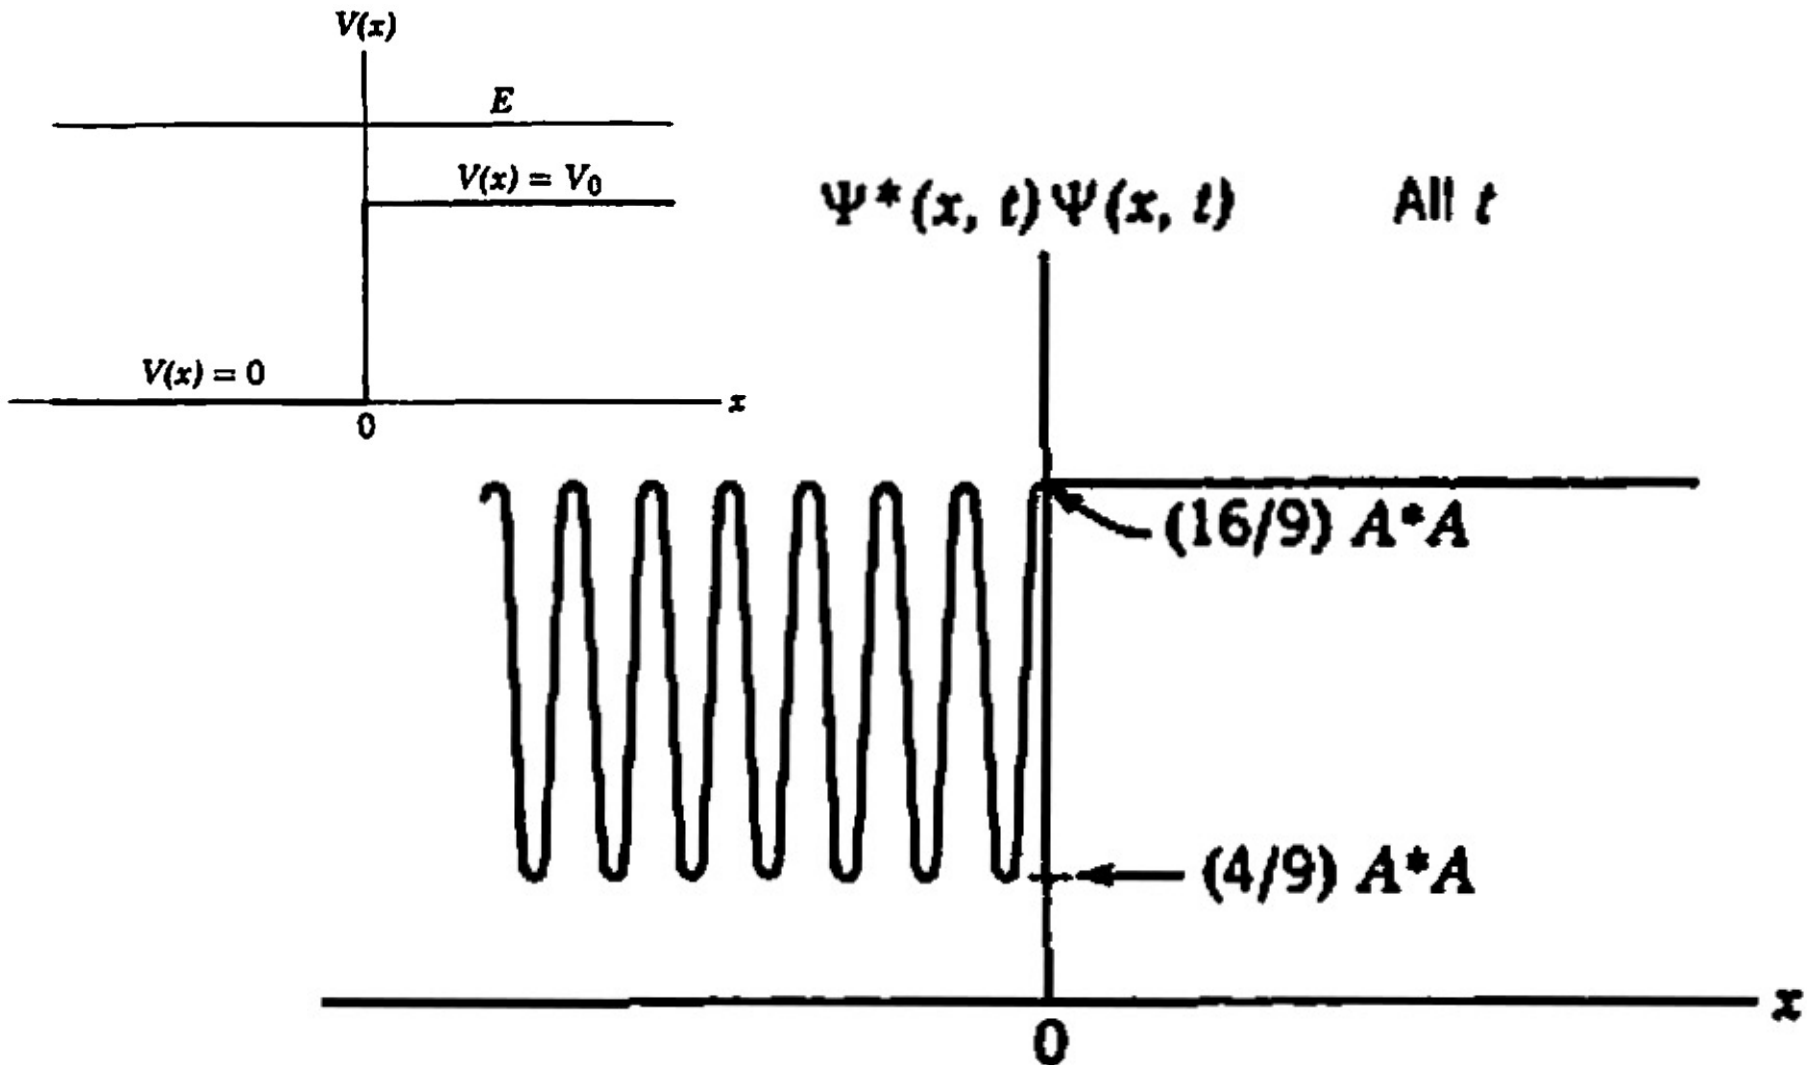 V(x)
E
V(x) = V₀
V(x) = 0
x
0
Ψ*(x, t)Ψ(x, t) All t
(16/9) A*A
(4/9) A*A
x
0